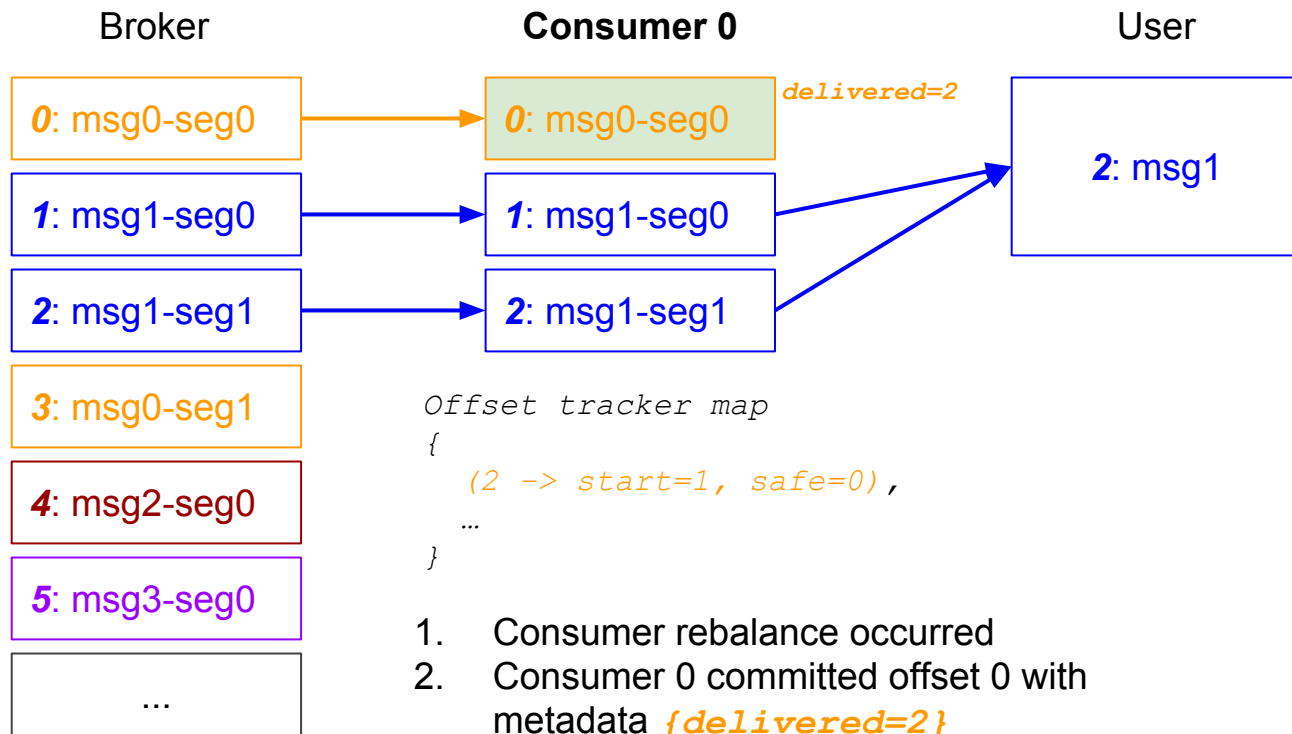 Broker
Consumer 0
User
0: msg0-seg0
0: msg0-seg0
delivered=2
2: msg1
1: msg1-seg0
1: msg1-seg0
2: msg1-seg1
2: msg1-seg1
3: msg0-seg1
4: msg2-seg0
5: msg3-seg0
...
Offset tracker map
{
(2 -> start=1, safe=0),
…
}
1. Consumer rebalance occurred
2. Consumer 0 committed offset 0 with
metadata {delivered=2}